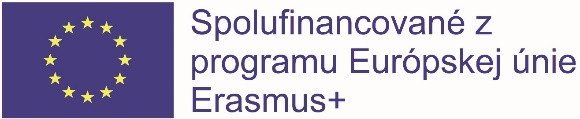 Spolufinancované z
programu Európskej únie
Erasmus+